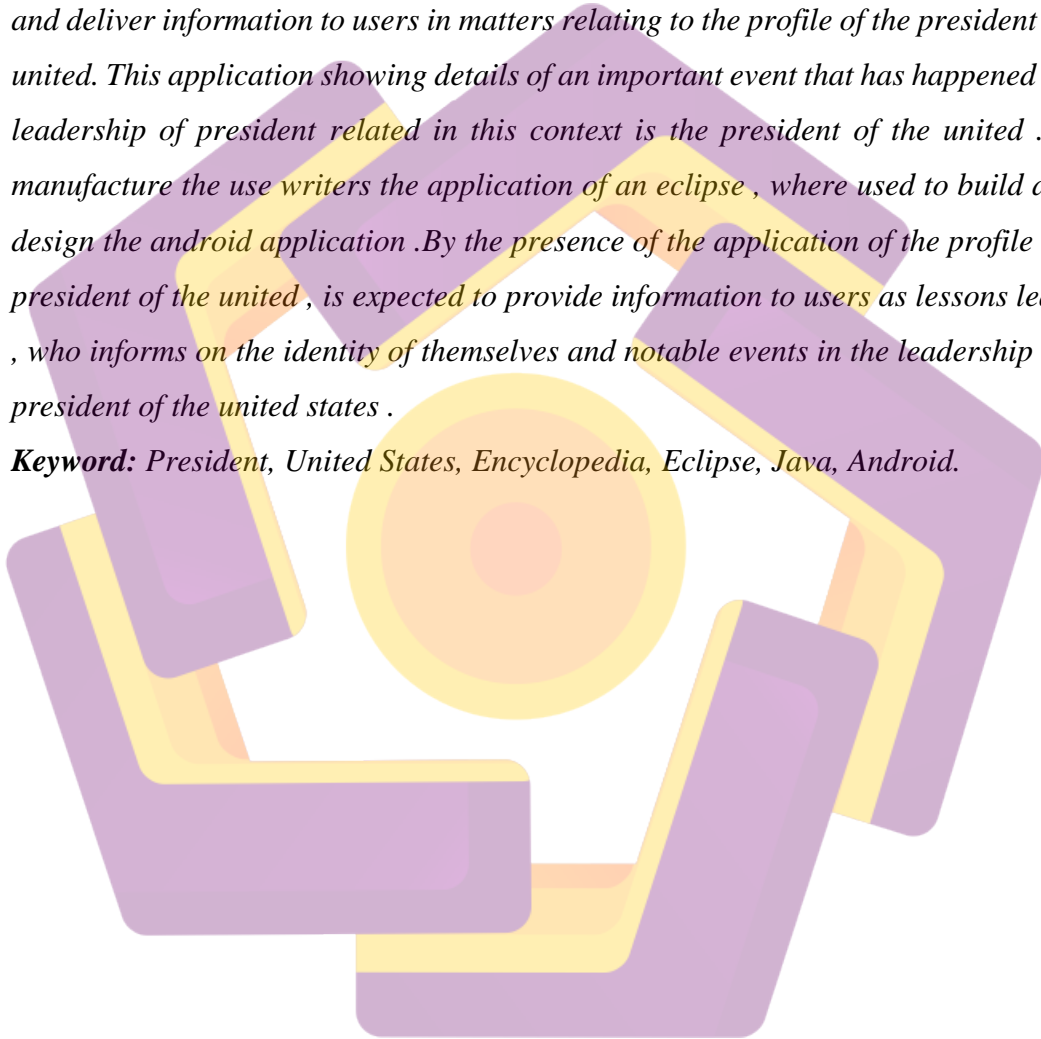 and deliver information to users in matters relating to the profile of the president
united. This application showing details of an important event that has happened
leadership of president related in this context is the president of the united .
manufacture the use writers the application of an eclipse , where used to build
design the android application .By the presence of the application of the profile
president of the united , is expected to provide information to users as lessons
, who informs on the identity of themselves and notable events in the leadership
president of the united states .
Keyword: President, United States, Encyclopedia, Eclipse, Java, Android.